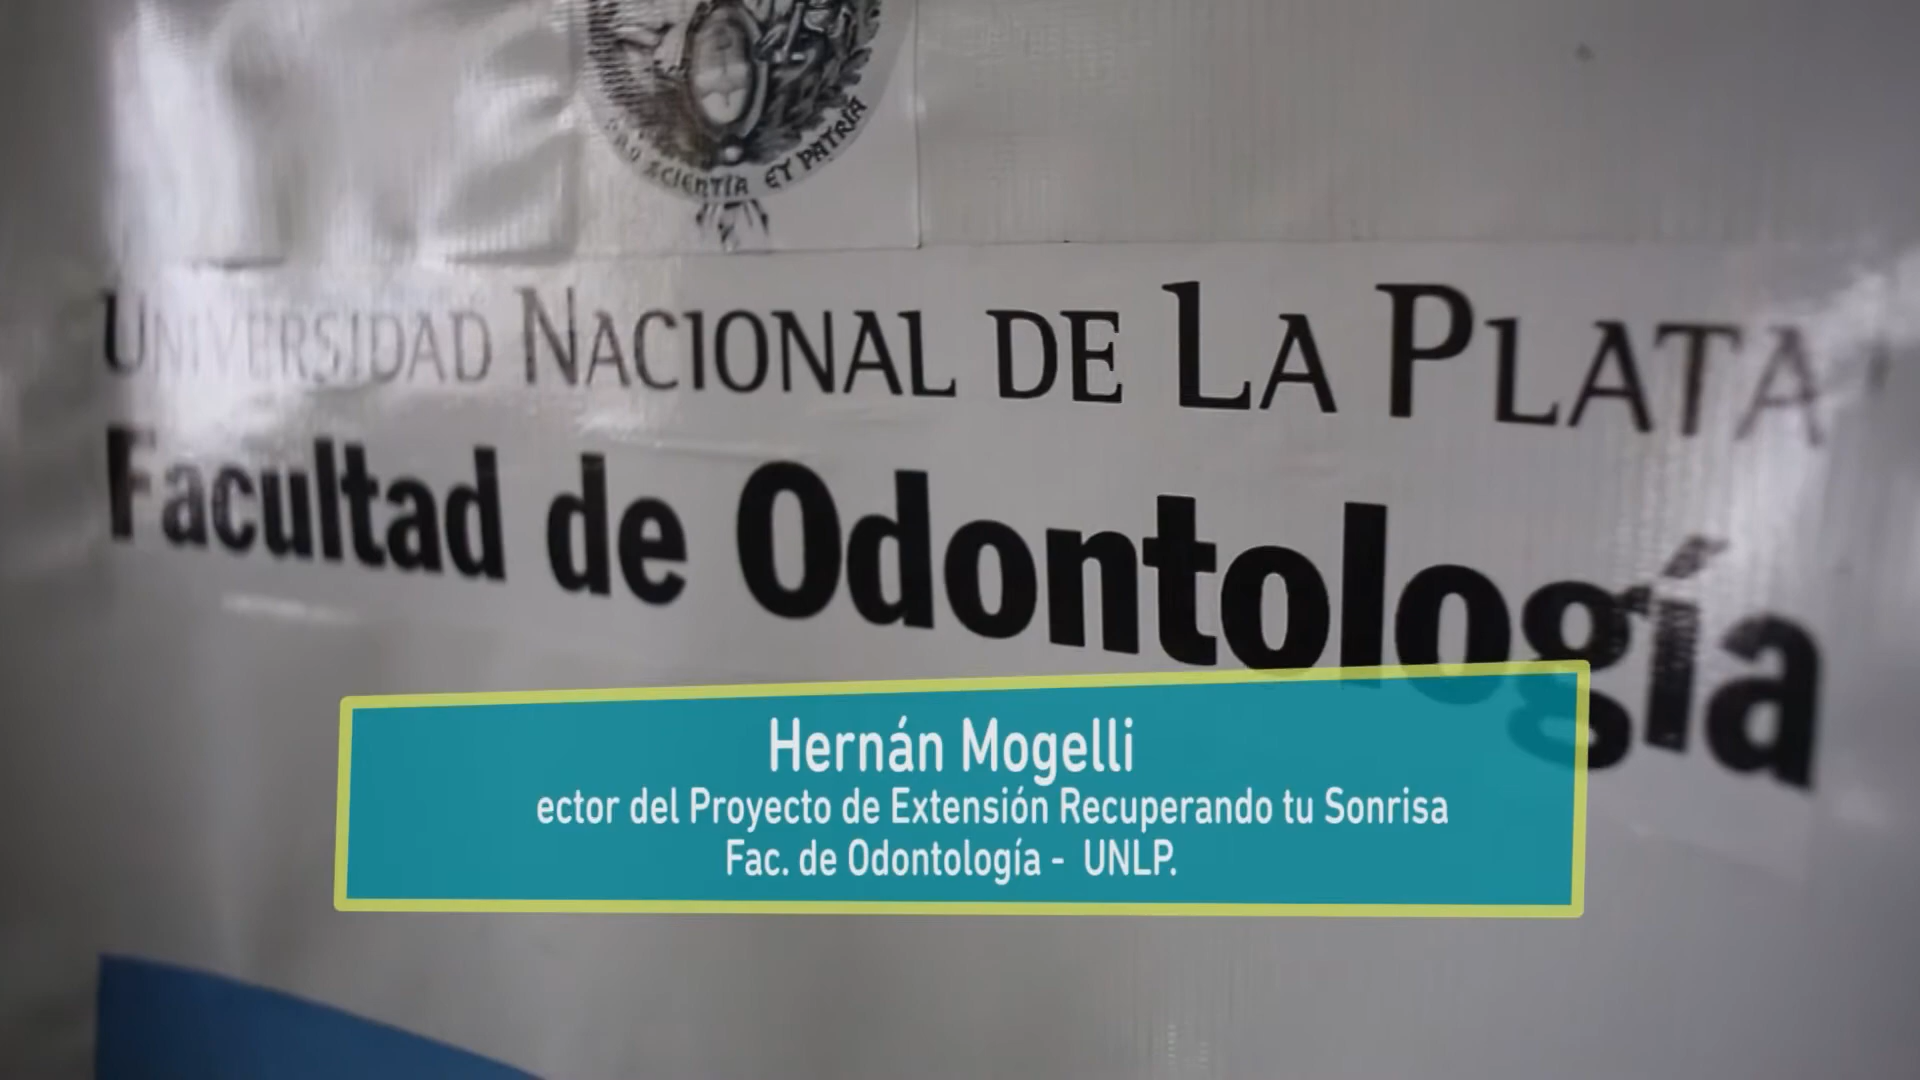 SCIENTIA ET PATRIA
UNIVERSIDAD NACIONAL DE LA PLATA
Facultad de Odontología
Hernán Mogelli
ector del Proyecto de Extensión Recuperando tu Sonrisa
Fac. de Odontología - UNLP.